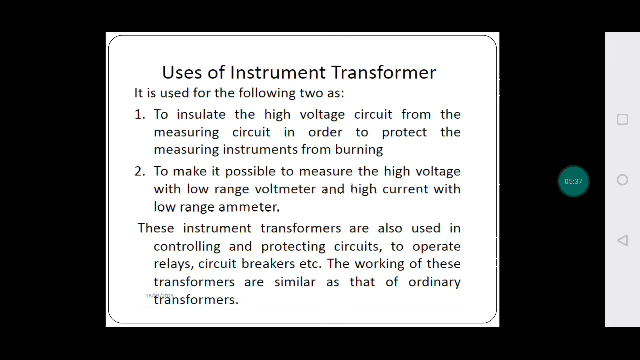 Uses of Instrument Transformer
It is used for the following two as:
1. To insulate the high voltage circuit from the
measuring circuit in order to protect the
measuring instruments from burning
2. To make it possible to measure the high voltage
with low range voltmeter and high current with
low range ammeter.
These instrument transformers are also used in
controlling and protecting circuits, to operate
relays, circuit breakers etc. The working of these
transformers are similar as that of ordinary
transformers.
05:37